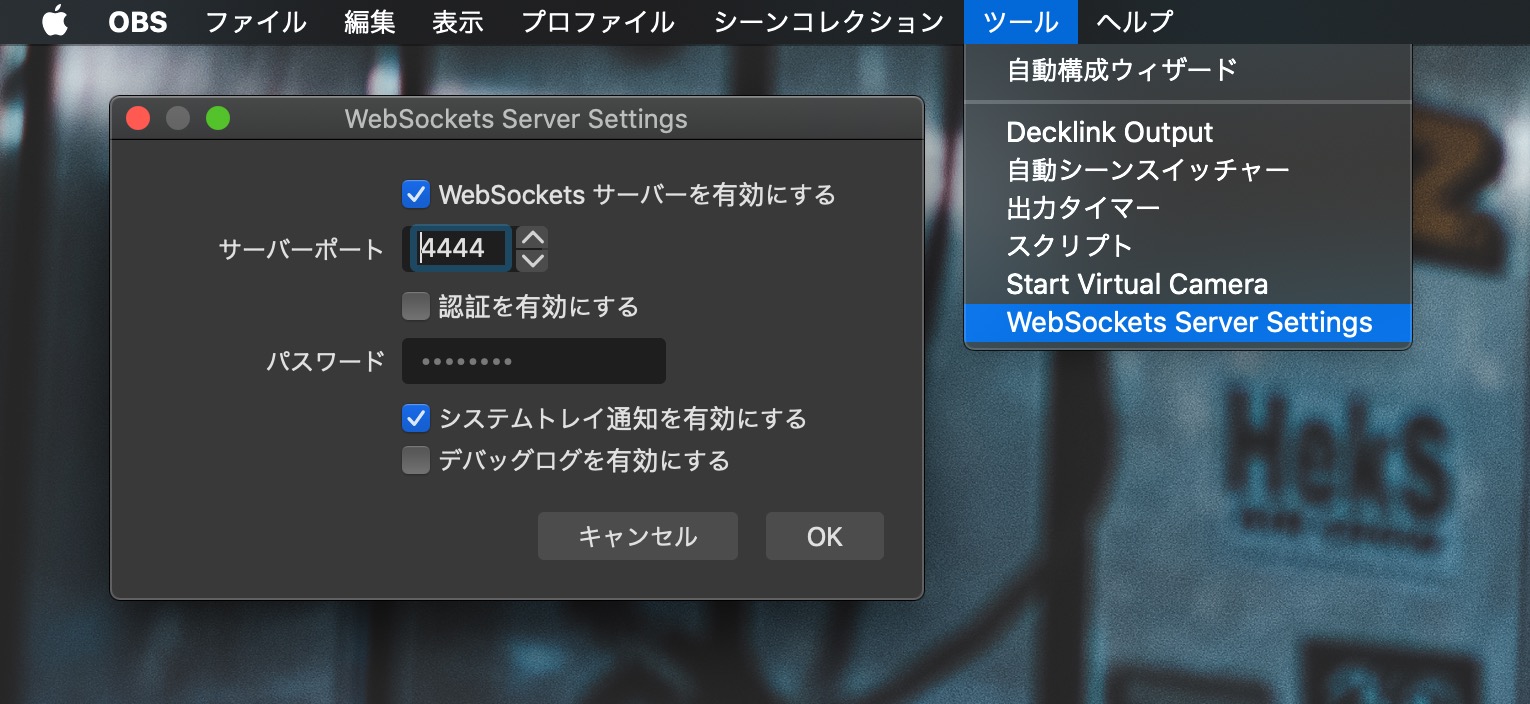 OBS ファイル 編集 表示 プロファイル シーンコレクション ツール ヘルプ
自動構成ウィザード
Decklink Output
自動シーンスイッチャー
出力タイマー
スクリプト
Start Virtual Camera
WebSockets Server Settings
WebSockets Server Settings
WebSockets サーバーを有効にする
サーバーポート 4444
認証を有効にする
パスワード ••••••••
システムトレイ通知を有効にする
デバッグログを有効にする
キャンセル OK
Heks